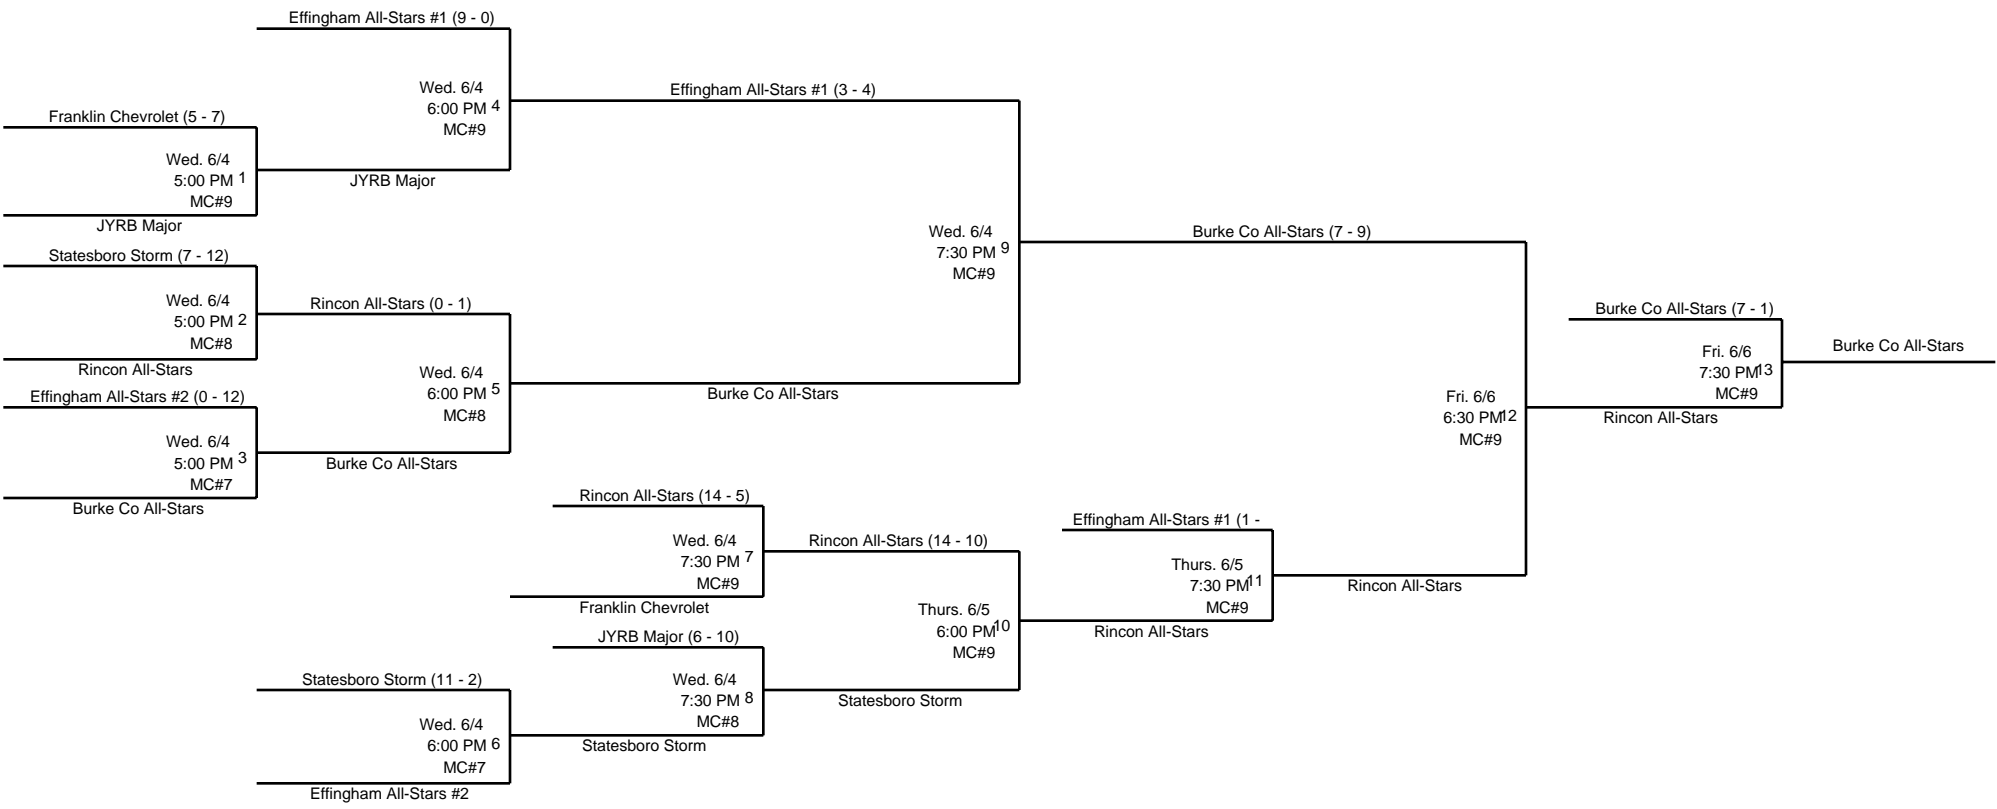 Effingham All-Stars #1 (9 - 0)
Wed. 6/4
6:00 PM 4
MC#9
Effingham All-Stars #1 (3 - 4)
Franklin Chevrolet (5 - 7)
Wed. 6/4
5:00 PM 1
MC#9
JYRB Major
JYRB Major
Statesboro Storm (7 - 12)
Wed. 6/4
5:00 PM 2
MC#8
Rincon All-Stars
Rincon All-Stars (0 - 1)
Wed. 6/4
6:00 PM 5
MC#8
Effingham All-Stars #2 (0 - 12)
Wed. 6/4
5:00 PM 3
MC#7
Burke Co All-Stars
Burke Co All-Stars
Burke Co All-Stars
Wed. 6/4
7:30 PM 9
MC#9
Burke Co All-Stars (7 - 9)
Rincon All-Stars (14 - 5)
Wed. 6/4
7:30 PM 7
MC#9
Franklin Chevrolet
Rincon All-Stars (14 - 10)
JYRB Major (6 - 10)
Wed. 6/4
7:30 PM 8
MC#8
Statesboro Storm
Statesboro Storm (11 - 2)
Wed. 6/4
6:00 PM 6
MC#7
Effingham All-Stars #2
Statesboro Storm
Thurs. 6/5
6:00 PM 10
MC#9
Effingham All-Stars #1 (1 -
Thurs. 6/5
7:30 PM 11
MC#9
Rincon All-Stars
Rincon All-Stars
Fri. 6/6
6:30 PM 12
MC#9
Burke Co All-Stars (7 - 1)
Fri. 6/6
7:30 PM 13
MC#9
Rincon All-Stars
Burke Co All-Stars